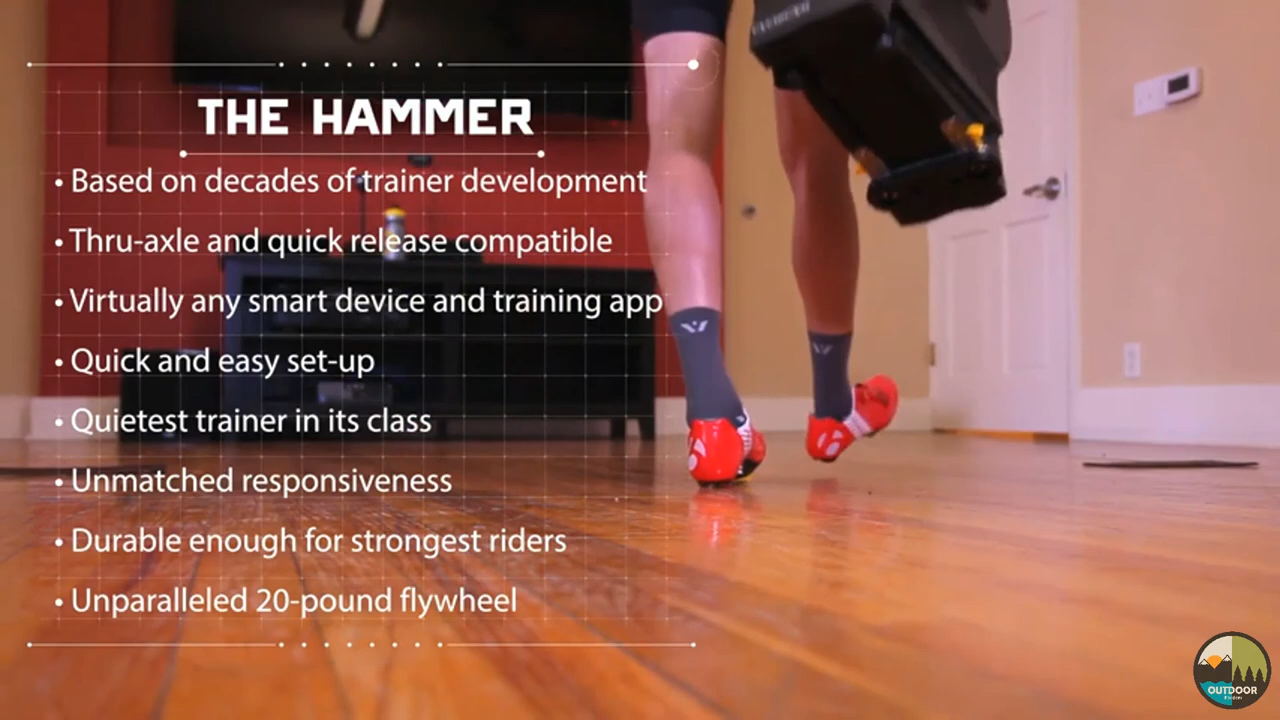 THE HAMMER
• Based on decades of trainer development
• Thru-axle and quick release compatible
• Virtually any smart device and training app
• Quick and easy set-up
• Quietest trainer in its class
• Unmatched responsiveness
• Durable enough for strongest riders
• Unparalleled 20-pound flywheel
OUTDOOR